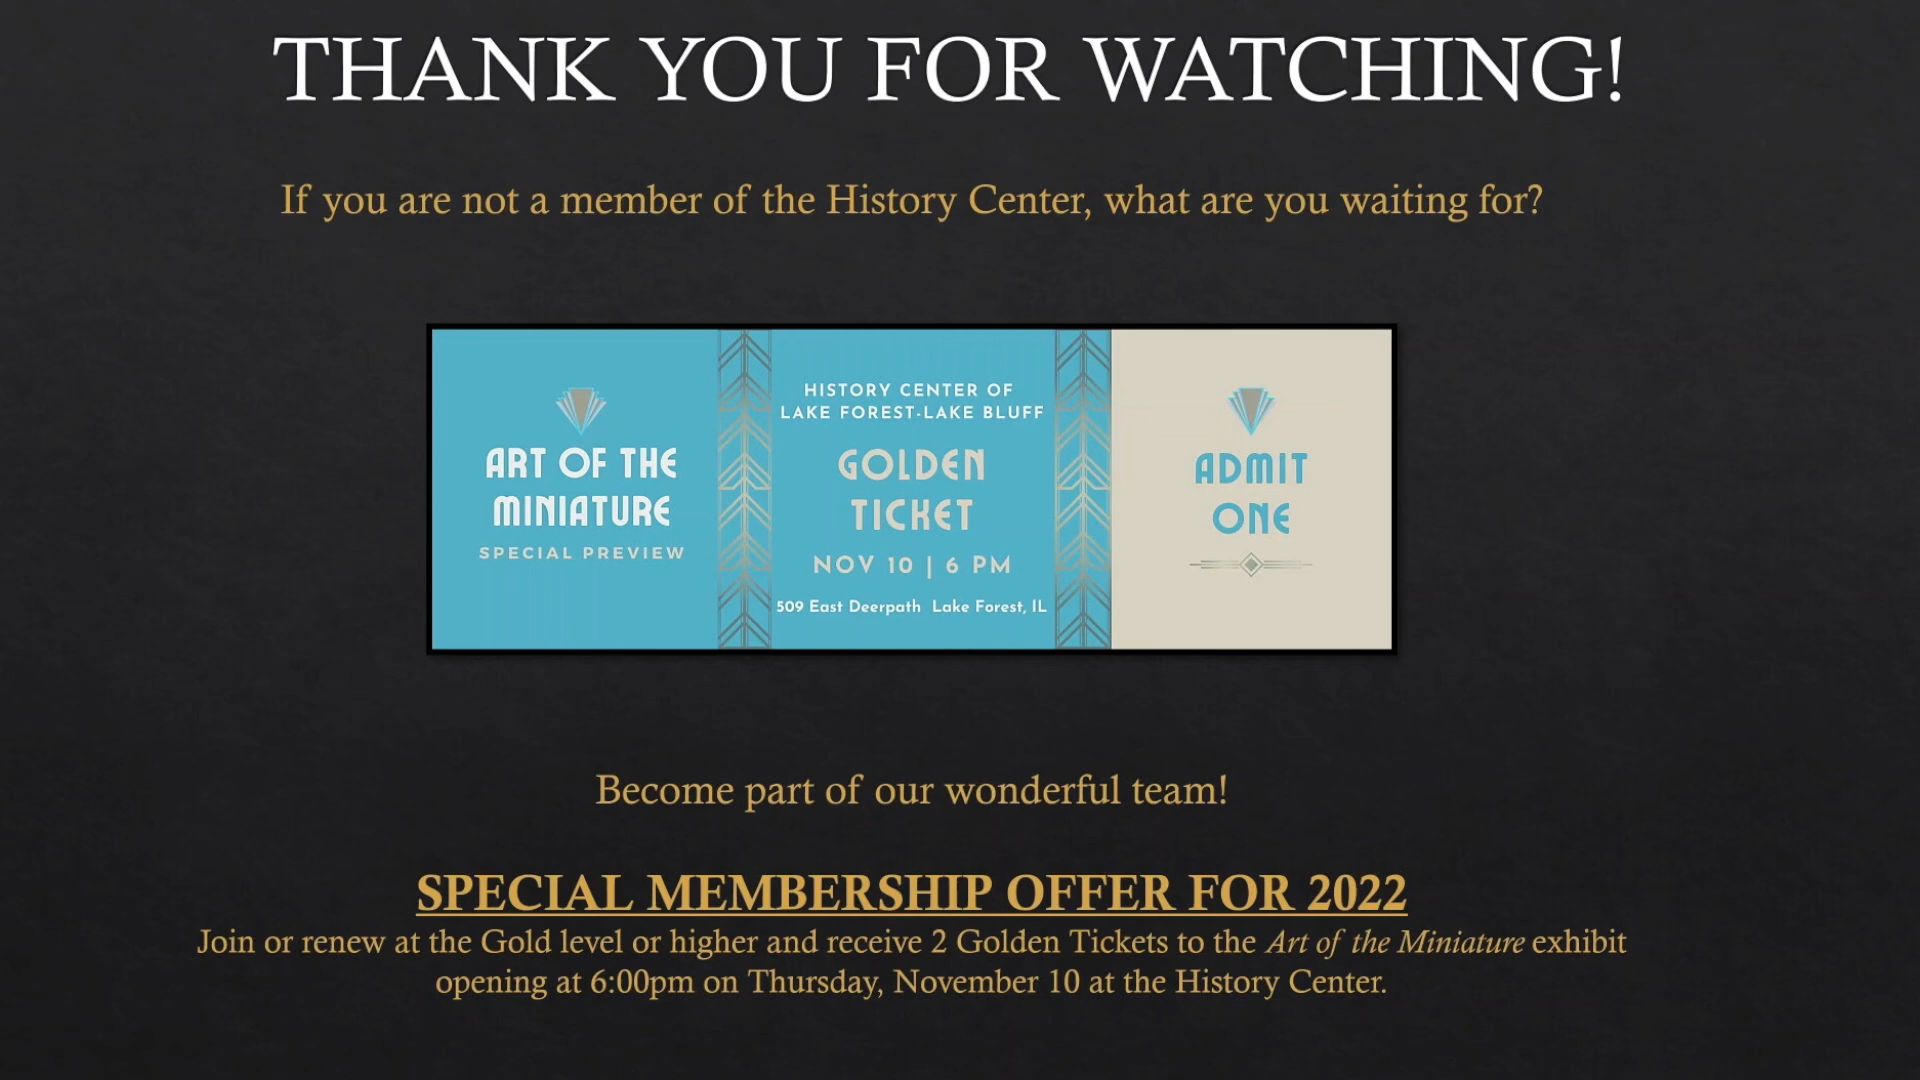 THANK YOU FOR WATCHING!
If you are not a member of the History Center, what are you waiting for?
ART OF THE
MINIATURE
SPECIAL PREVIEW
HISTORY CENTER OF
LAKE FOREST-LAKE BLUFF
GOLDEN
TICKET
NOV 10 | 6 PM
509 East Deerpath Lake Forest, IL
ADMIT
ONE
Become part of our wonderful team!
SPECIAL MEMBERSHIP OFFER FOR 2022
Join or renew at the Gold level or higher and receive 2 Golden Tickets to the Art of the Miniature exhibit
opening at 6:00pm on Thursday, November 10 at the History Center.